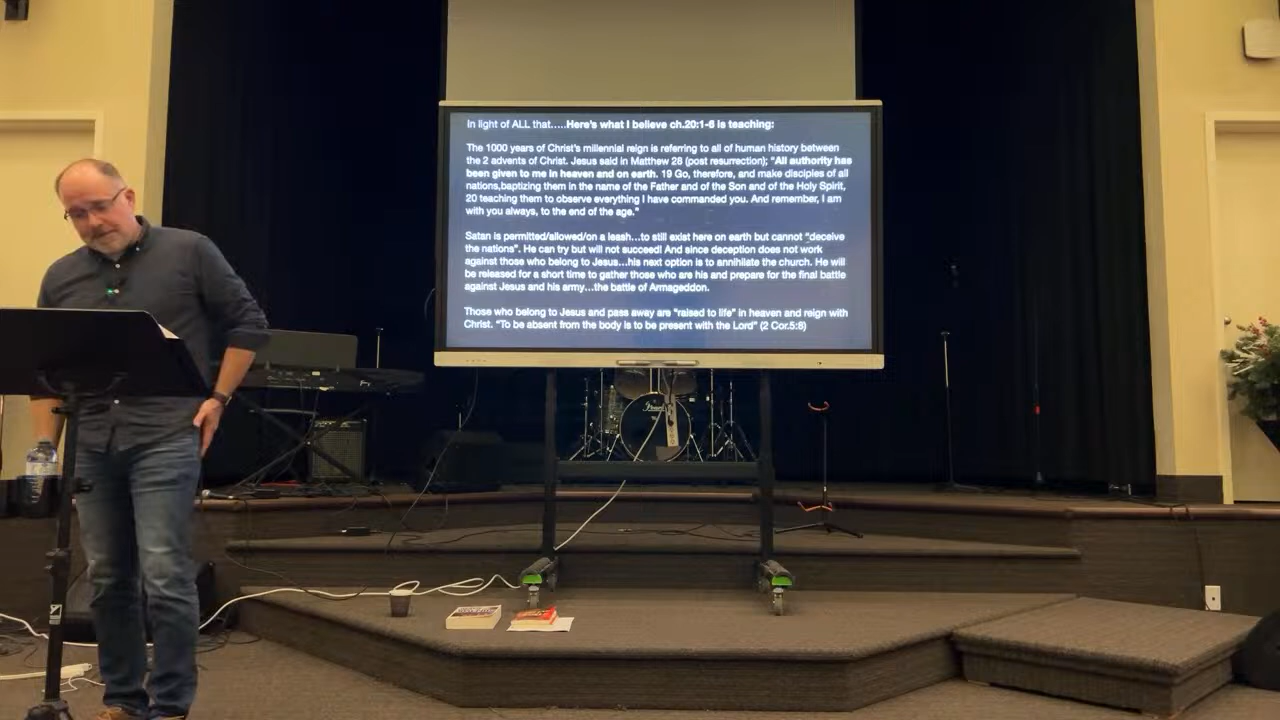 In light of ALL that.....Here's what I believe ch.20:1-6 is teaching:
The 1000 years of Christ's millennial reign is referring to all of human history between
the 2 advents of Christ. Jesus said in Matthew 28 (post resurrection); "All authority has
been given to me in heaven and on earth. 19 Go, therefore, and make disciples of all
nations,baptizing them in the name of the Father and of the Son and of the Holy Spirit,
20 teaching them to observe everything I have commanded you. And remember, I am
with you always, to the end of the age."
Satan is permitted/allowed/on a leash...to still exist here on earth but cannot "deceive
the nations". He can try but will not succeed! And since deception does not work
against those who belong to Jesus...his next option is to annihilate the church. He will
be released for a short time to gather those who are his and prepare for the final battle
against Jesus and his army...the battle of Armageddon.
Those who belong to Jesus and pass away are "raised to life" in heaven and reign with
Christ. "To be absent from the body is to be present with the Lord" (2 Cor.5:8)